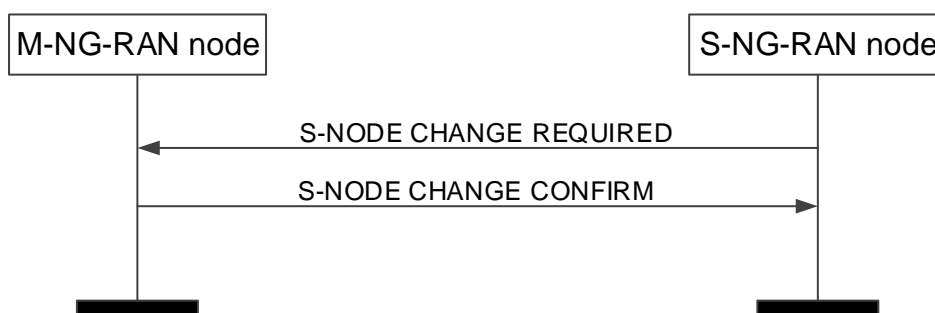 M-NG-RAN node
S-NG-RAN node
S-NODE CHANGE REQUIRED
S-NODE CHANGE CONFIRM